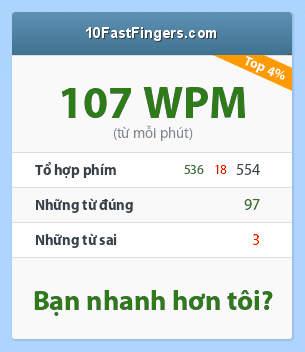 10FastFingers.com
Top 4%
107 WPM
(từ mỗi phút)
Tổ hợp phím 536 18 554
Những từ đúng 97
Những từ sai 3
Bạn nhanh hơn tôi?